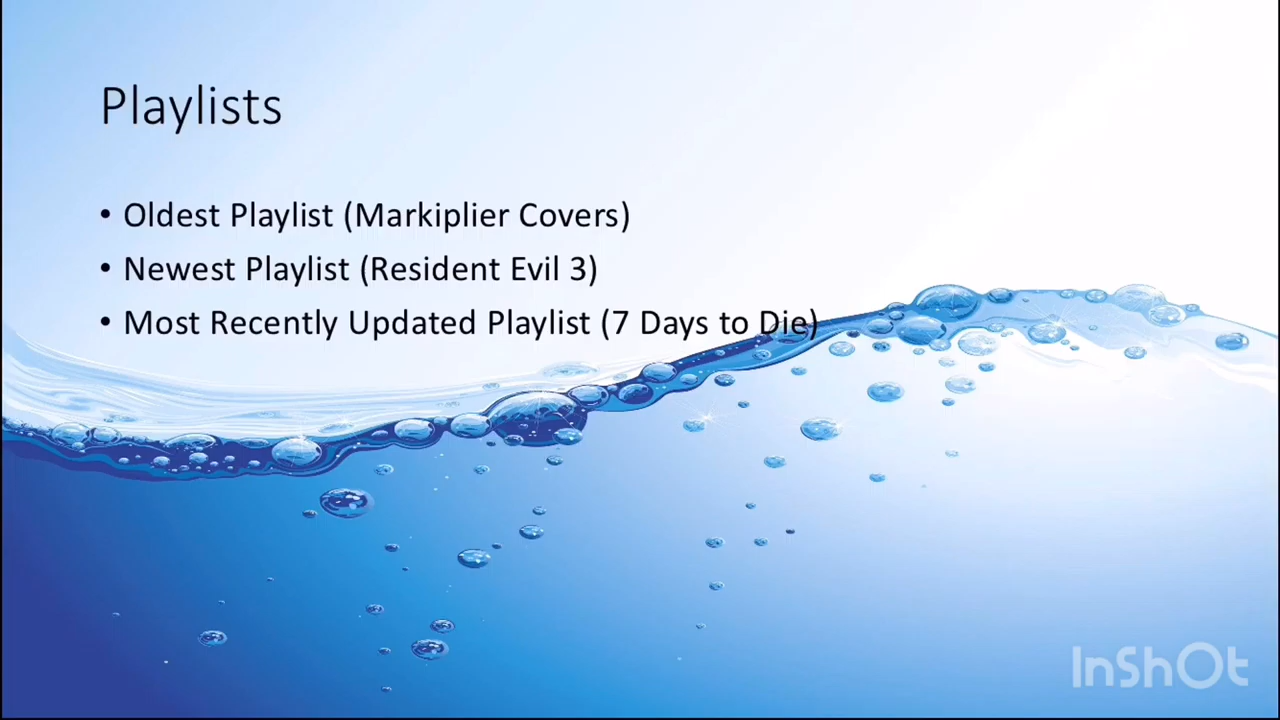 Playlists
• Oldest Playlist (Markiplier Covers)
• Newest Playlist (Resident Evil 3)
• Most Recently Updated Playlist (7 Days to Die)
InShOt